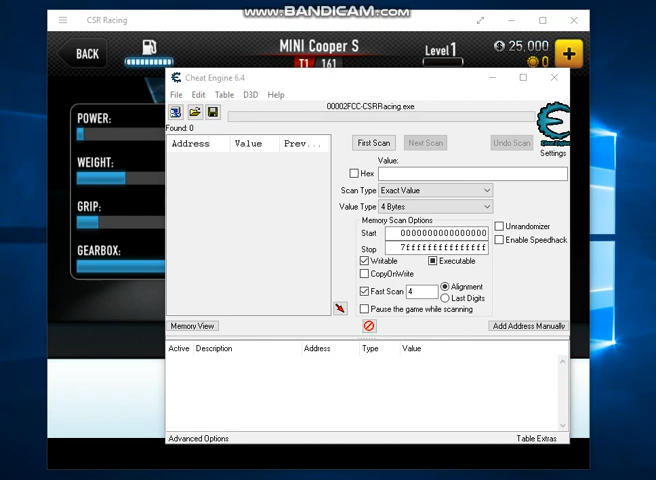 www.BANDICAM.com
CSR Racing
BACK
MINI Cooper S
T1 161
Level 1
25,000
0
POWER:
WEIGHT:
GRIP:
GEARBOX:
Cheat Engine 6.4
File Edit Table D3D Help
00002FCC-CSRRacing.exe
Found: 0
Address Value Prev...
First Scan Next Scan Undo Scan
Settings
Value:
Hex
Scan Type Exact Value
Value Type 4 Bytes
Memory Scan Options
Start 0000000000000000
Stop 7fffffffffffffff
Writable Executable
CopyOnWrite
Fast Scan 4 Alignment
Last Digits
Pause the game while scanning
Unrandomizer
Enable Speedhack
Memory View Add Address Manually
Active Description Address Type Value
Advanced Options Table Extras